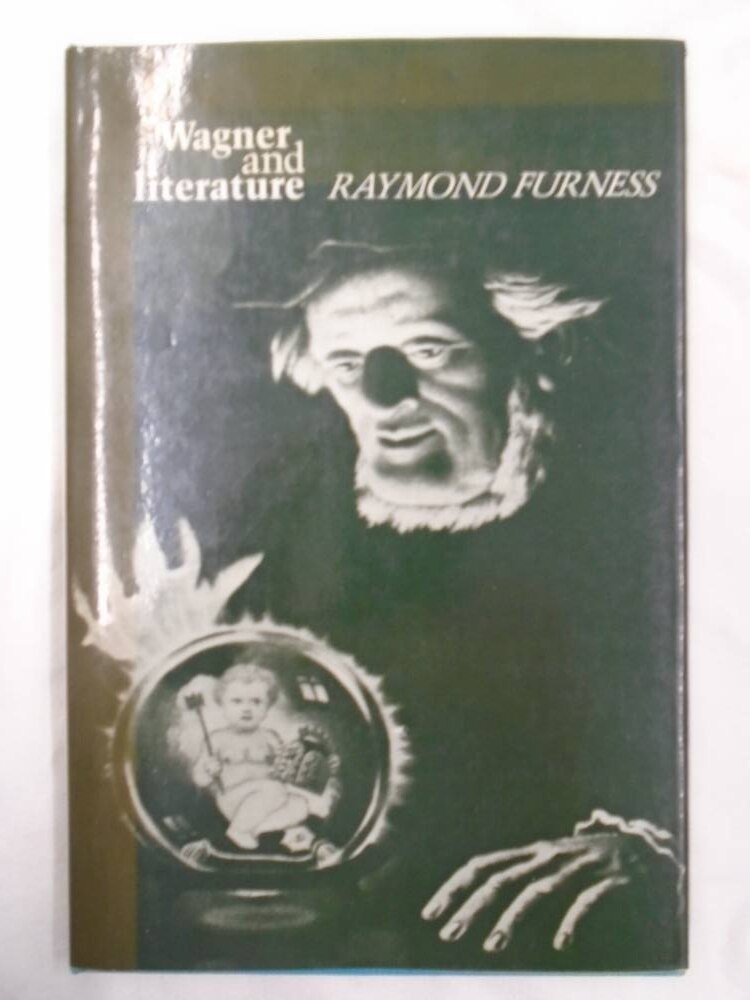 Wagner
and
literature RAYMOND FURNESS